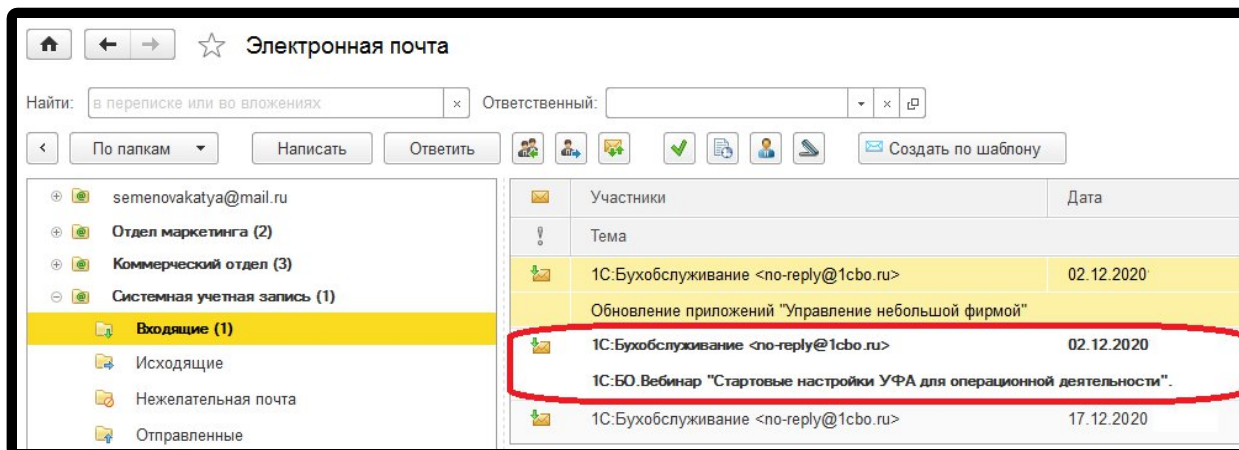 Электронная почта
Найти: в переписке или во вложениях × Ответственный:
По папкам Написать Ответить Создать по шаблону
semenovakatya@mail.ru
Отдел маркетинга (2)
Коммерческий отдел (3)
Системная учетная запись (1)
Входящие (1)
Исходящие
Нежелательная почта
Отправленные
Участники Дата
Тема
1С:Бухобслуживание <no-reply@1cbo.ru> 02.12.2020
Обновление приложений "Управление небольшой фирмой"
1С:Бухобслуживание <no-reply@1cbo.ru> 02.12.2020
1С:БО.Вебинар "Стартовые настройки УФА для операционной деятельности".
1С:Бухобслуживание <no-reply@1cbo.ru> 17.12.2020